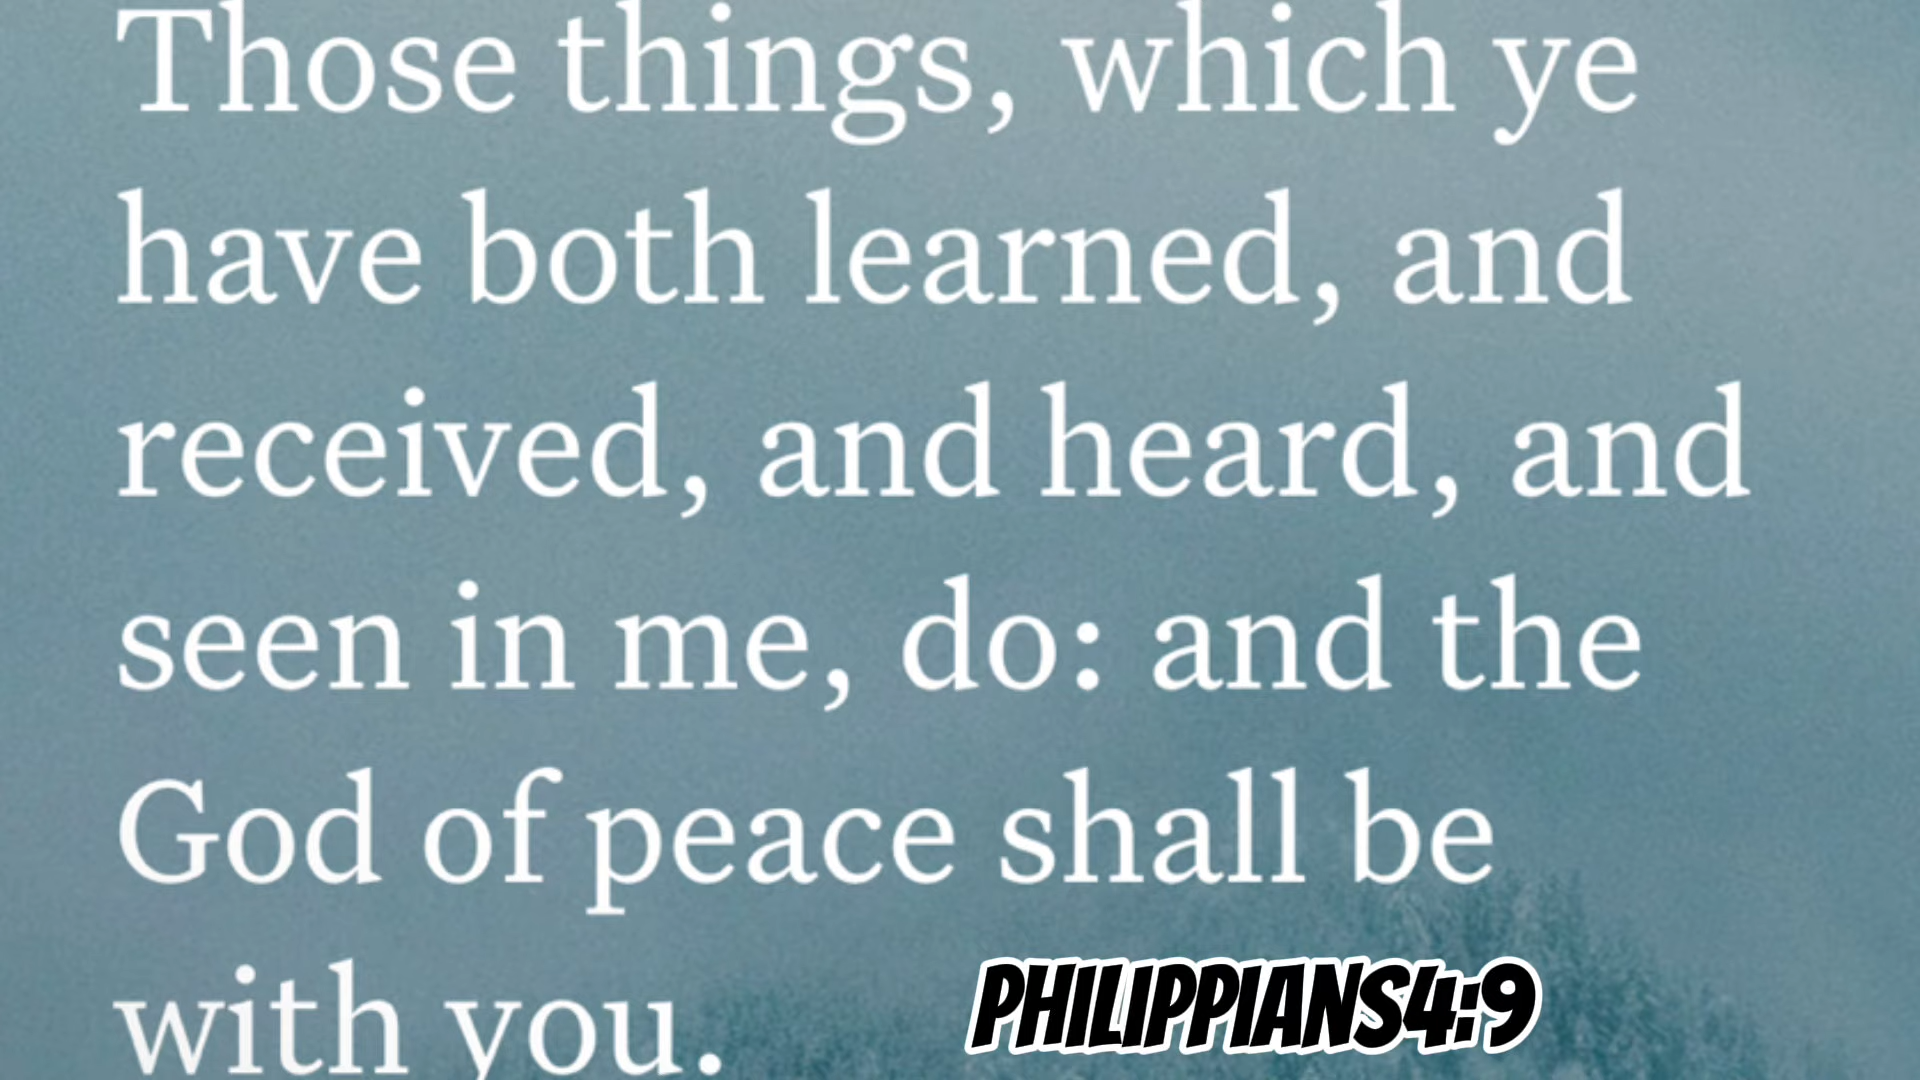 Those things, which ye
have both learned, and
received, and heard, and
seen in me, do: and the
God of peace shall be
with you.
PHILIPPIANS4:9